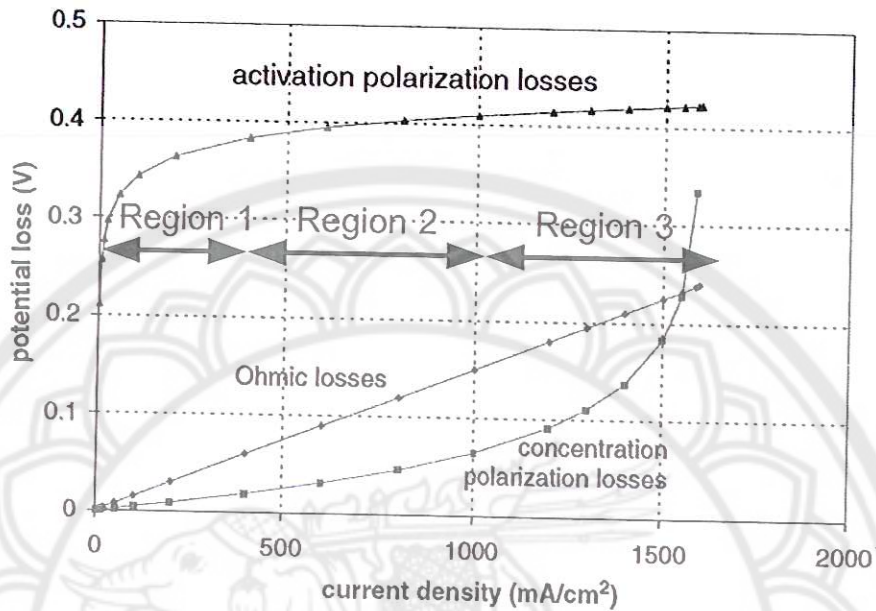 0.5
activation polarization losses
0.4
0.3
Region 1
Region 2
Region 3
potential loss (V)
0.2
Ohmic losses
0.1
concentration
polarization losses
0
0
500
1000
1500
2000
current density (mA/cm²)